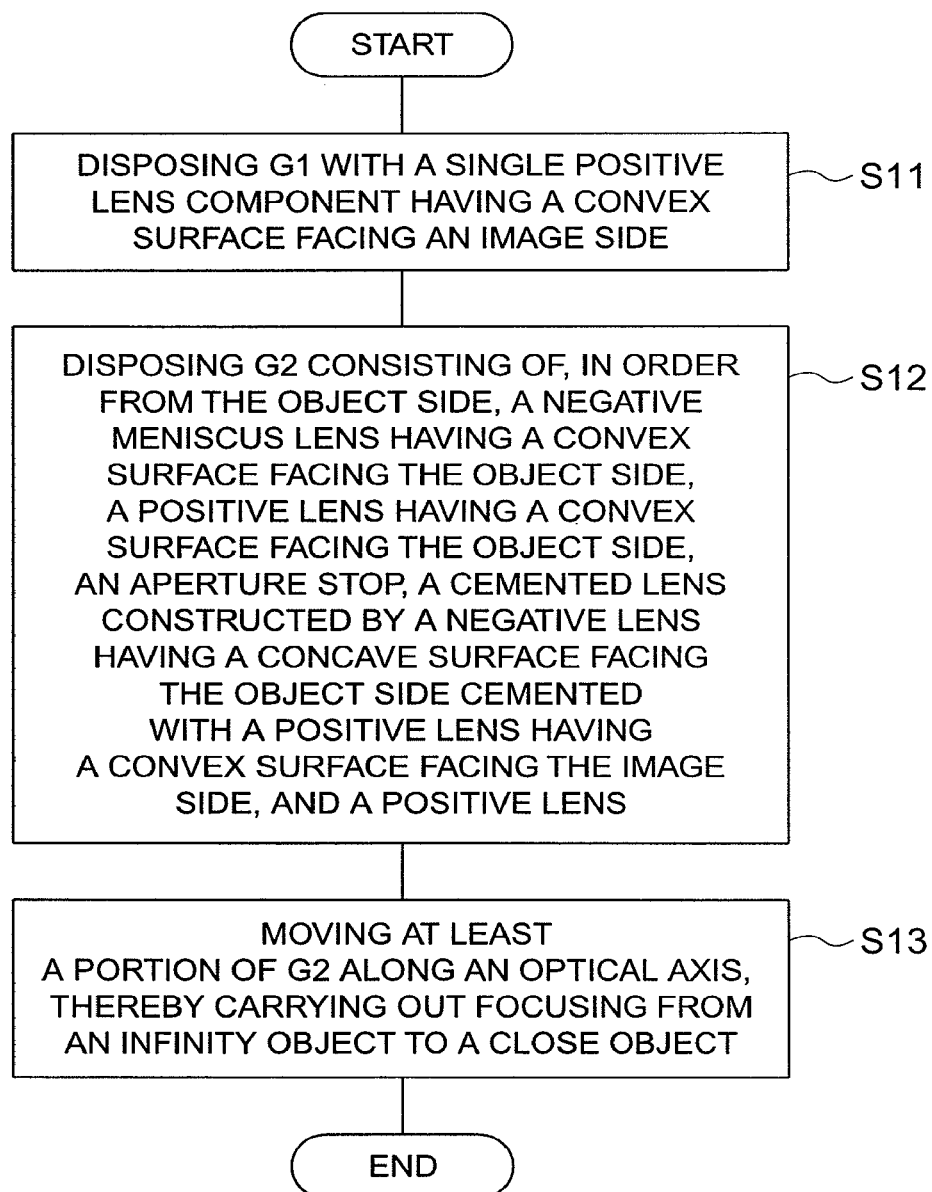 START
DISPOSING G1 WITH A SINGLE POSITIVE
LENS COMPONENT HAVING A CONVEX
SURFACE FACING AN IMAGE SIDE
S11
DISPOSING G2 CONSISTING OF, IN ORDER
FROM THE OBJECT SIDE, A NEGATIVE
MENISCUS LENS HAVING A CONVEX
SURFACE FACING THE OBJECT SIDE,
A POSITIVE LENS HAVING A CONVEX
SURFACE FACING THE OBJECT SIDE,
AN APERTURE STOP, A CEMENTED LENS
CONSTRUCTED BY A NEGATIVE LENS
HAVING A CONCAVE SURFACE FACING
THE OBJECT SIDE CEMENTED
WITH A POSITIVE LENS HAVING
A CONVEX SURFACE FACING THE IMAGE
SIDE, AND A POSITIVE LENS
S12
MOVING AT LEAST
A PORTION OF G2 ALONG AN OPTICAL AXIS,
THEREBY CARRYING OUT FOCUSING FROM
AN INFINITY OBJECT TO A CLOSE OBJECT
S13
END